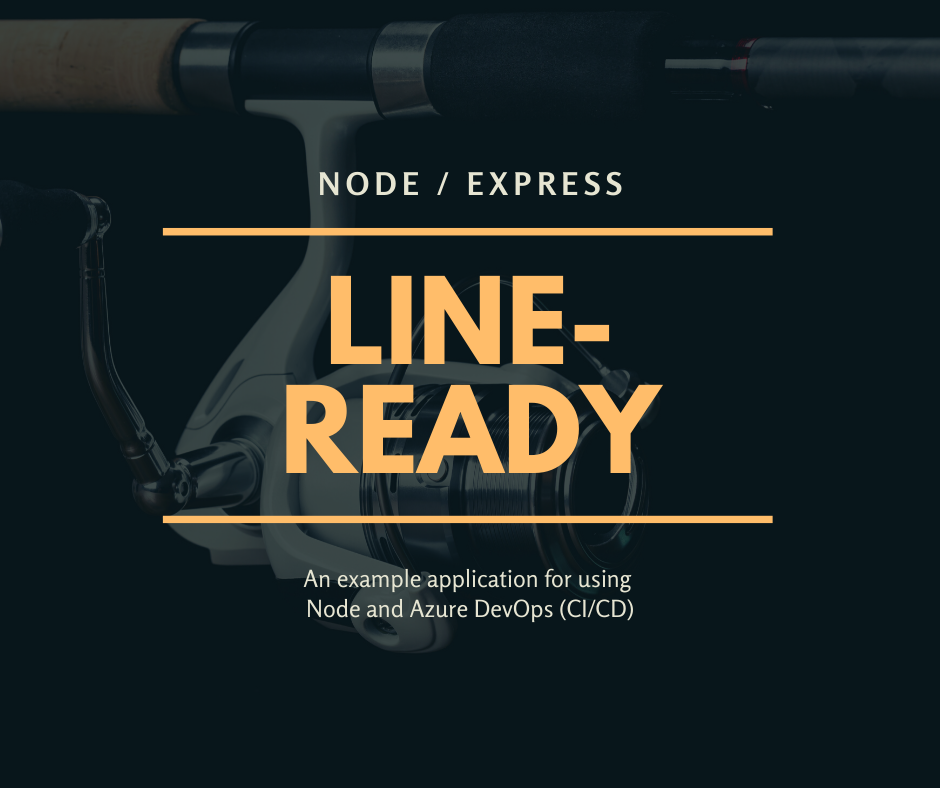 NODE / EXPRESS
LINE-
READY
An example application for using
Node and Azure DevOps (CI/CD)